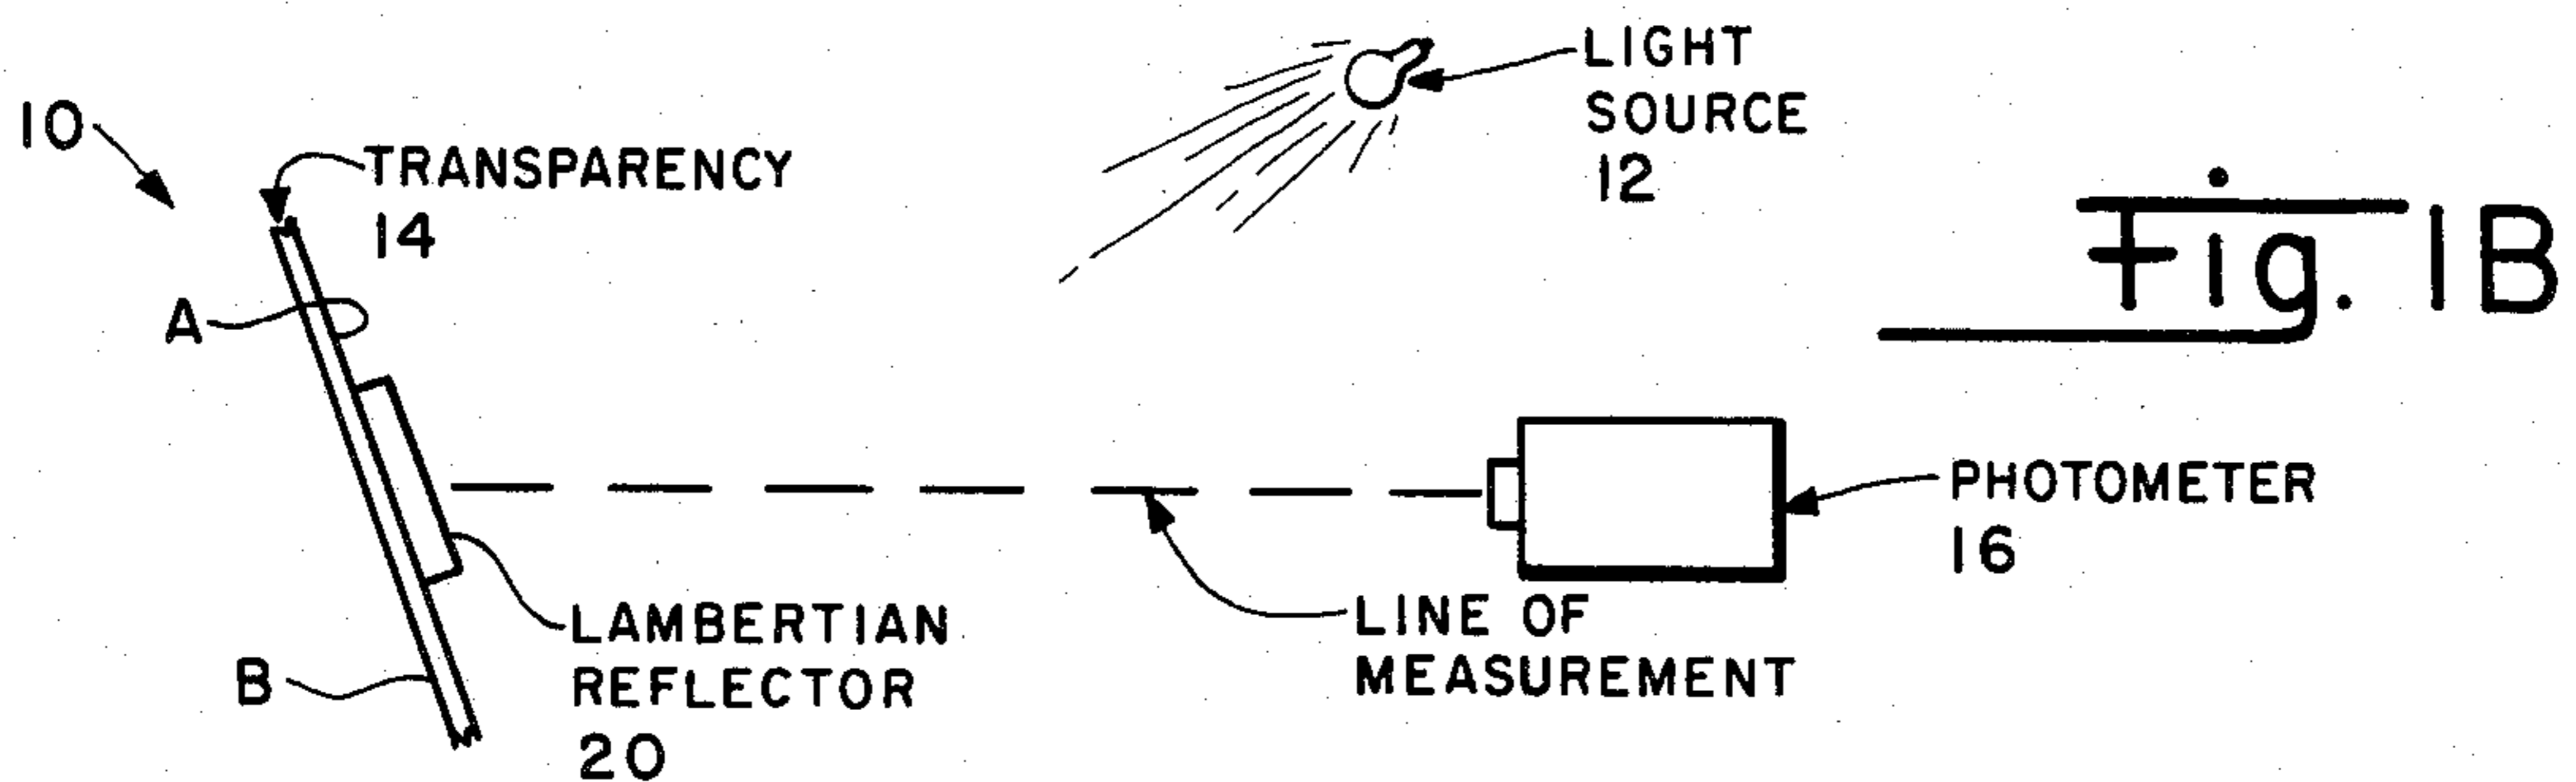 LIGHT
SOURCE
12
10
TRANSPARENCY
14
Fig. 1B
A
PHOTOMETER
16
LAMBERTIAN
REFLECTOR
20
LINE OF
MEASUREMENT
B